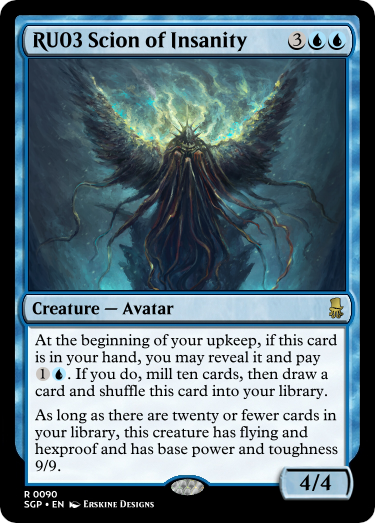 RU03 Scion of Insanity 3
Creature — Avatar
At the beginning of your upkeep, if this card
is in your hand, you may reveal it and pay
1 . If you do, mill ten cards, then draw a
card and shuffle this card into your library.
As long as there are twenty or fewer cards in
your library, this creature has flying and
hexproof and has base power and toughness
9/9.
4/4
R 0090
SGP • EN Erskine Designs